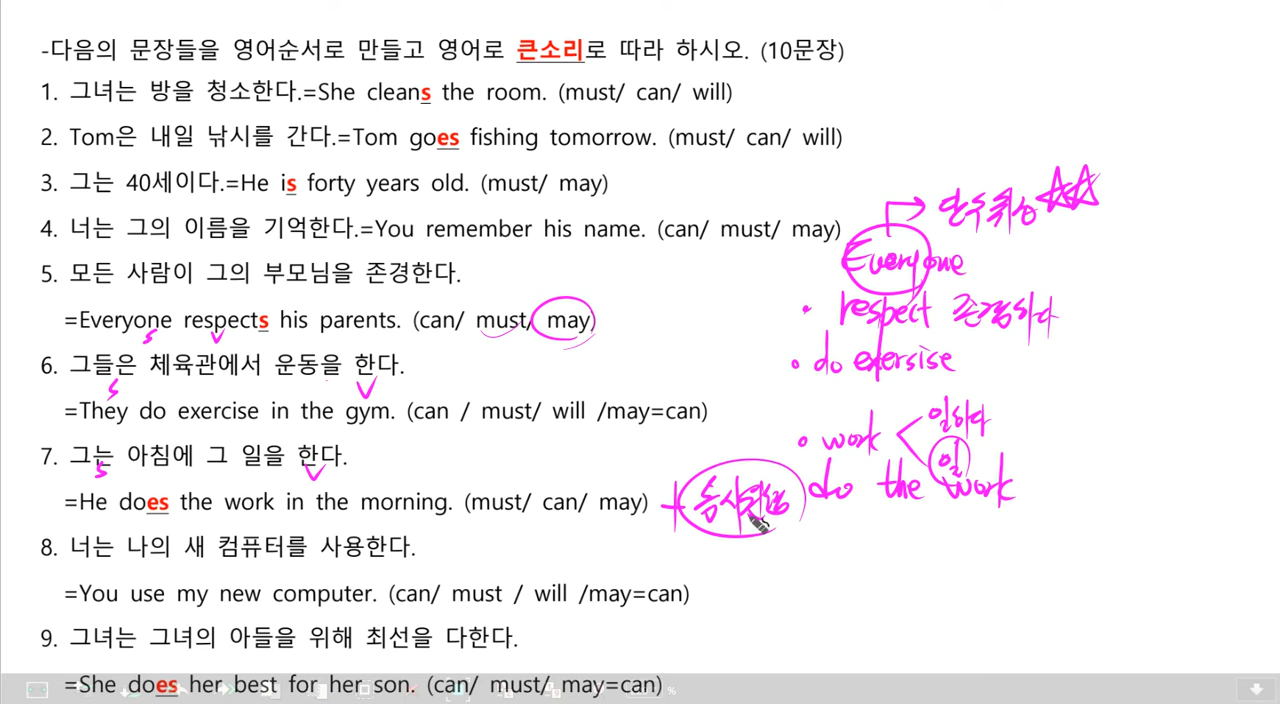 -다음의 문장들을 영어순서로 만들고 영어로 큰소리로 따라 하시오. (10문장)
1. 그녀는 방을 청소한다.=She cleans the room. (must/ can/ will)
2. Tom은 내일 낚시를 간다.=Tom goes fishing tomorrow. (must/ can/ will)
3. 그는 40세이다.=He is forty years old. (must/ may)
4. 너는 그의 이름을 기억한다.=You remember his name. (can/ must/ may)
단수취급
Everyone
5. 모든 사람이 그의 부모님을 존경한다.
=Everyone respects his parents. (can/ must/ may)
s v
• respect 존경하다
6. 그들은 체육관에서 운동을 한다.
• do exersise
s v
=They do exercise in the gym. (can / must/ will /may=can)
• work 일하다
일
7. 그는 아침에 그 일을 한다.
s v
=He does the work in the morning. (must/ can/ may)
do the work
8. 너는 나의 새 컴퓨터를 사용한다.
=You use my new computer. (can/ must / will /may=can)
9. 그녀는 그녀의 아들을 위해 최선을 다한다.
=She does her best for her son. (can/ must/ may=can)